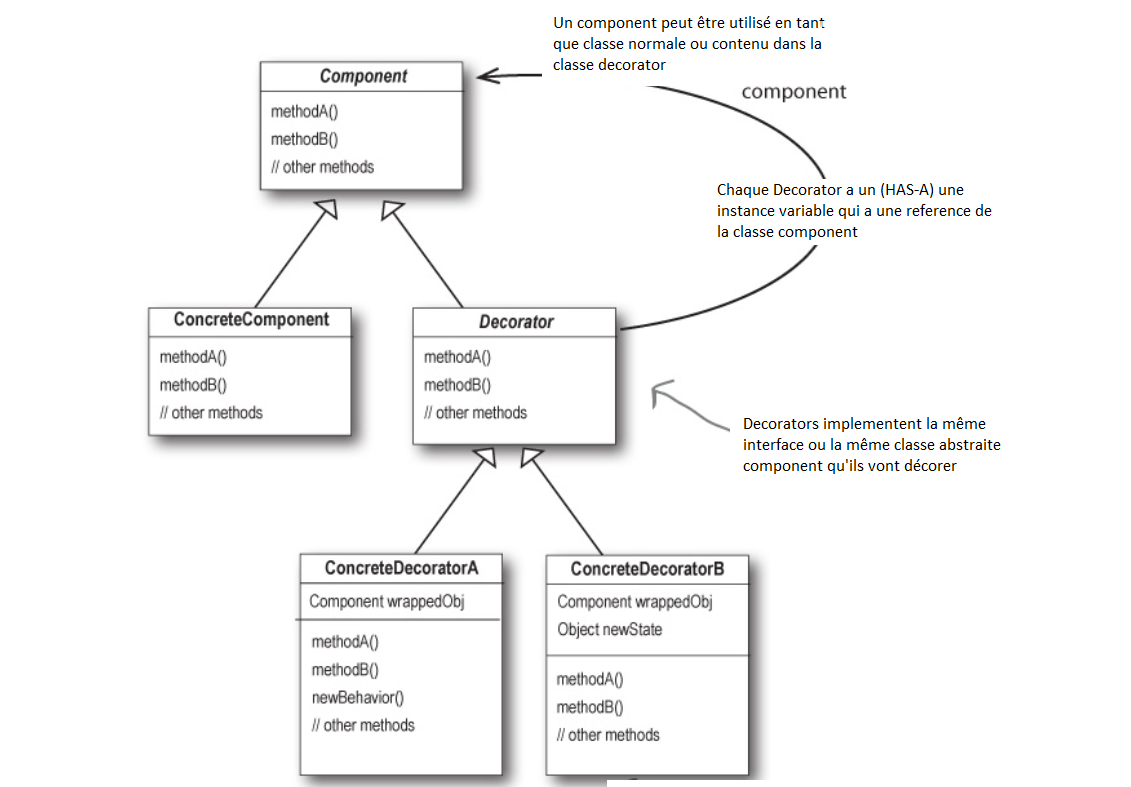 Un component peut être utilisé en tant
que classe normale ou contenu dans la
classe decorator
component
Component
methodA()
methodB()
// other methods
Chaque Decorator a un (HAS-A) une
instance variable qui a une reference de
la classe component
ConcreteComponent
methodA()
methodB()
// other methods
Decorator
methodA()
methodB()
// other methods
Decorators implementent la même
interface ou la même classe abstraite
component qu'ils vont décorer
ConcreteDecoratorA
Component wrappedObj
methodA()
methodB()
newBehavior()
// other methods
ConcreteDecoratorB
Component wrappedObj
Object newState
methodA()
methodB()
// other methods